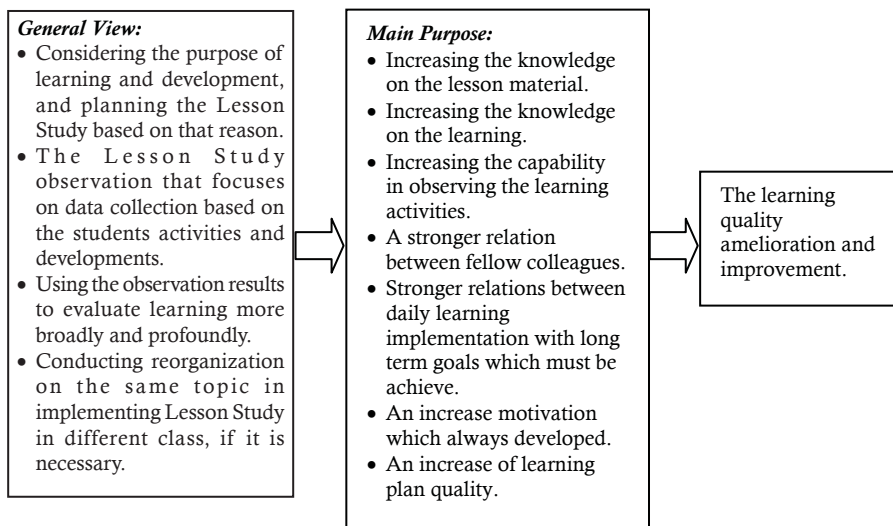 General View:
• Considering the purpose of
learning and development,
and planning the Lesson
Study based on that reason.
• The Lesson Study
observation that focuses
on data collection based on
the students activities and
developments.
• Using the observation results
to evaluate learning more
broadly and profoundly.
• Conducting reorganization
on the same topic in
implementing Lesson Study
in different class, if it is
necessary.
Main Purpose:
• Increasing the knowledge
on the lesson material.
• Increasing the knowledge
on the learning.
• Increasing the capability
in observing the learning
activities.
• A stronger relation
between fellow colleagues.
• Stronger relations between
daily learning
implementation with long
term goals which must be
achieve.
• An increase motivation
which always developed.
• An increase of learning
plan quality.
The learning
quality
amelioration and
improvement.